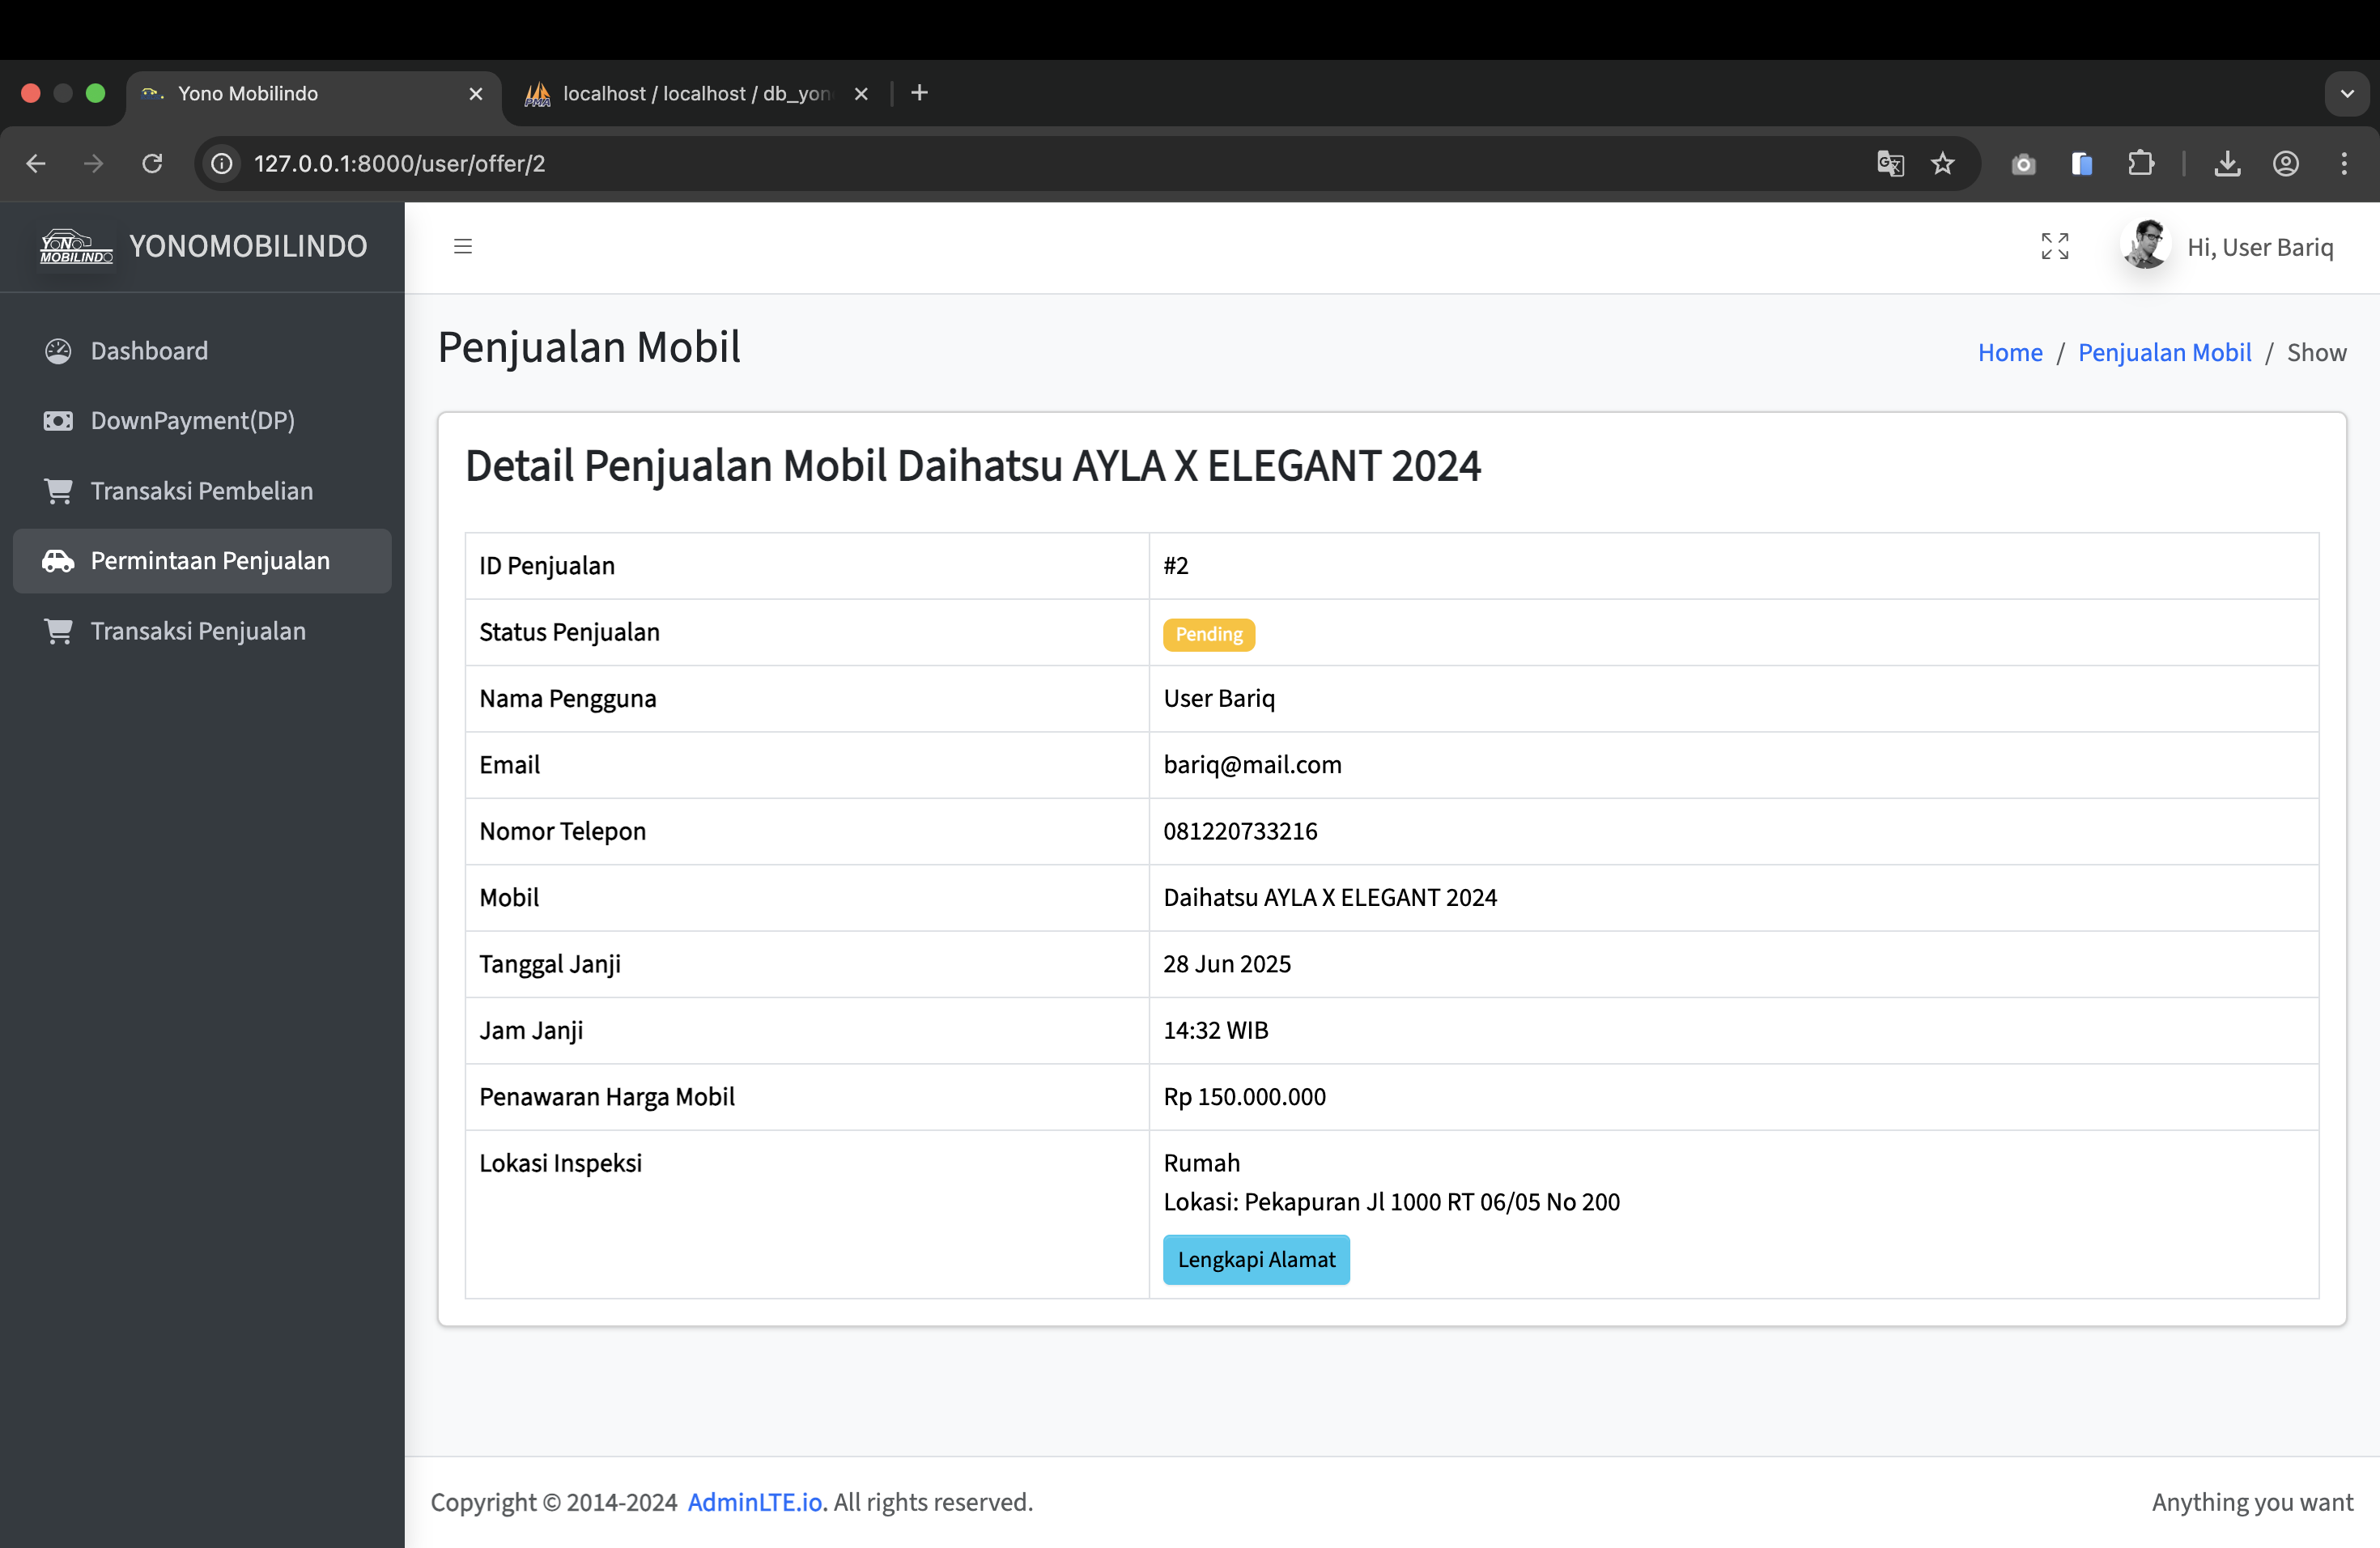 Yono Mobilindo
localhost / localhost / db_yon
127.0.0.1:8000/user/offer/2
YONO
MOBILINDO
YONOMOBILINDO
Hi, User Bariq
Dashboard
DownPayment(DP)
Transaksi Pembelian
Permintaan Penjualan
Transaksi Penjualan
Penjualan Mobil
Home / Penjualan Mobil / Show
Detail Penjualan Mobil Daihatsu AYLA X ELEGANT 2024
ID Penjualan #2
Status Penjualan Pending
Nama Pengguna User Bariq
Email bariq@mail.com
Nomor Telepon 081220733216
Mobil Daihatsu AYLA X ELEGANT 2024
Tanggal Janji 28 Jun 2025
Jam Janji 14:32 WIB
Penawaran Harga Mobil Rp 150.000.000
Lokasi Inspeksi Rumah
Lokasi: Pekapuran Jl 1000 RT 06/05 No 200
Lengkapi Alamat
Copyright © 2014-2024 AdminLTE.io. All rights reserved.
Anything you want